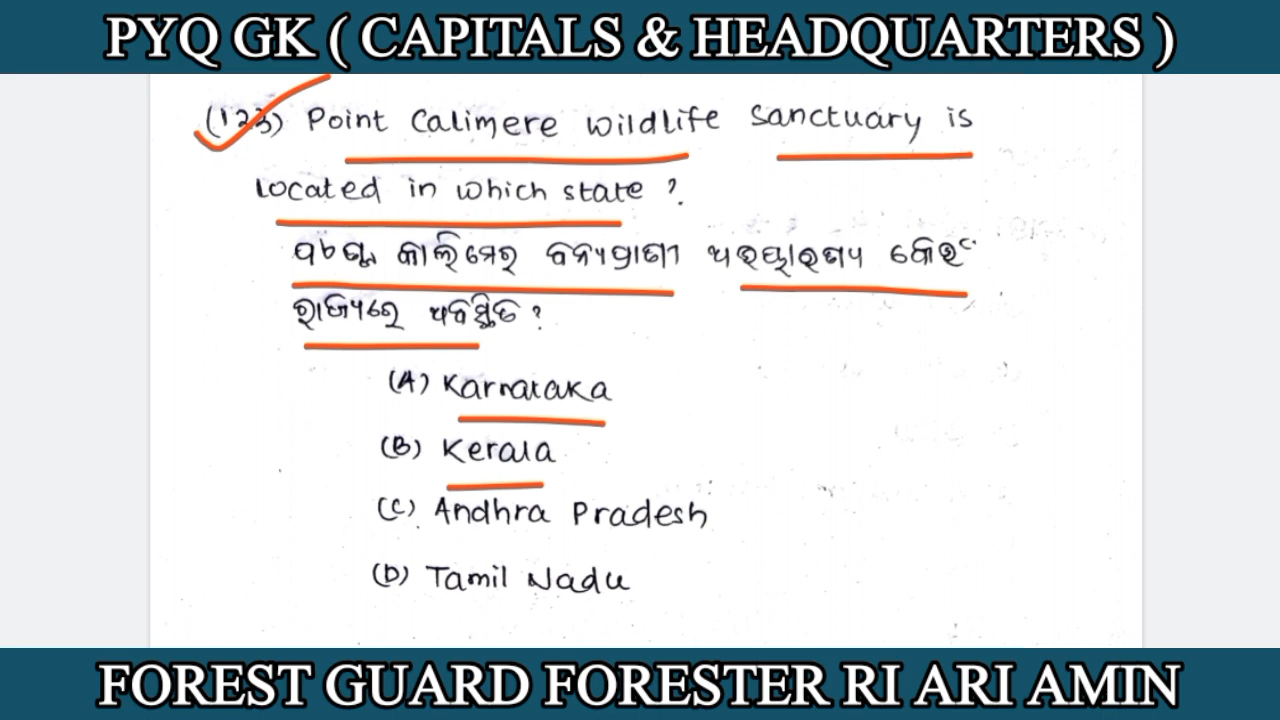 PYQ GK ( CAPITALS & HEADQUARTERS )
(123) Point Calimere Wildlife Sanctuary is
Located in which state ?
ପଏଣ୍ଟ କାଲିମେର ବନ୍ୟପ୍ରାଣୀ ଅଭୟାରଣ୍ୟ କେଉଁ
ରାଜ୍ୟରେ ଅବସ୍ଥିତ ?
(A) Karnataka
(B) Kerala
(C) Andhra Pradesh
(D) Tamil Nadu
FOREST GUARD FORESTER RI ARI AMIN